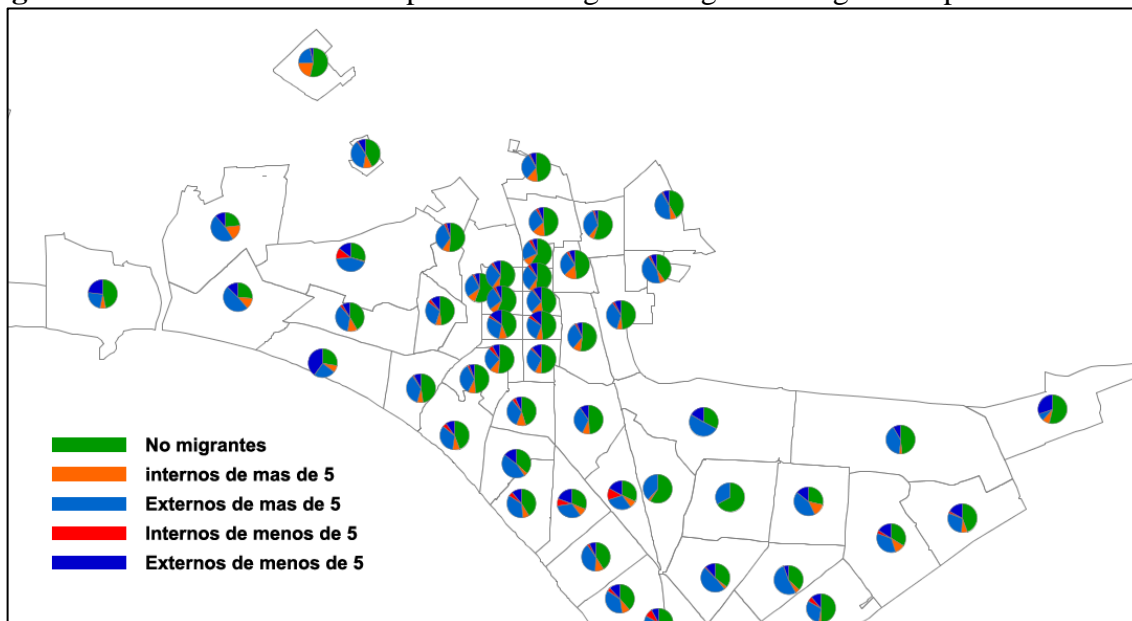 No migrantes
internos de mas de 5
Externos de mas de 5
Internos de menos de 5
Externos de menos de 5